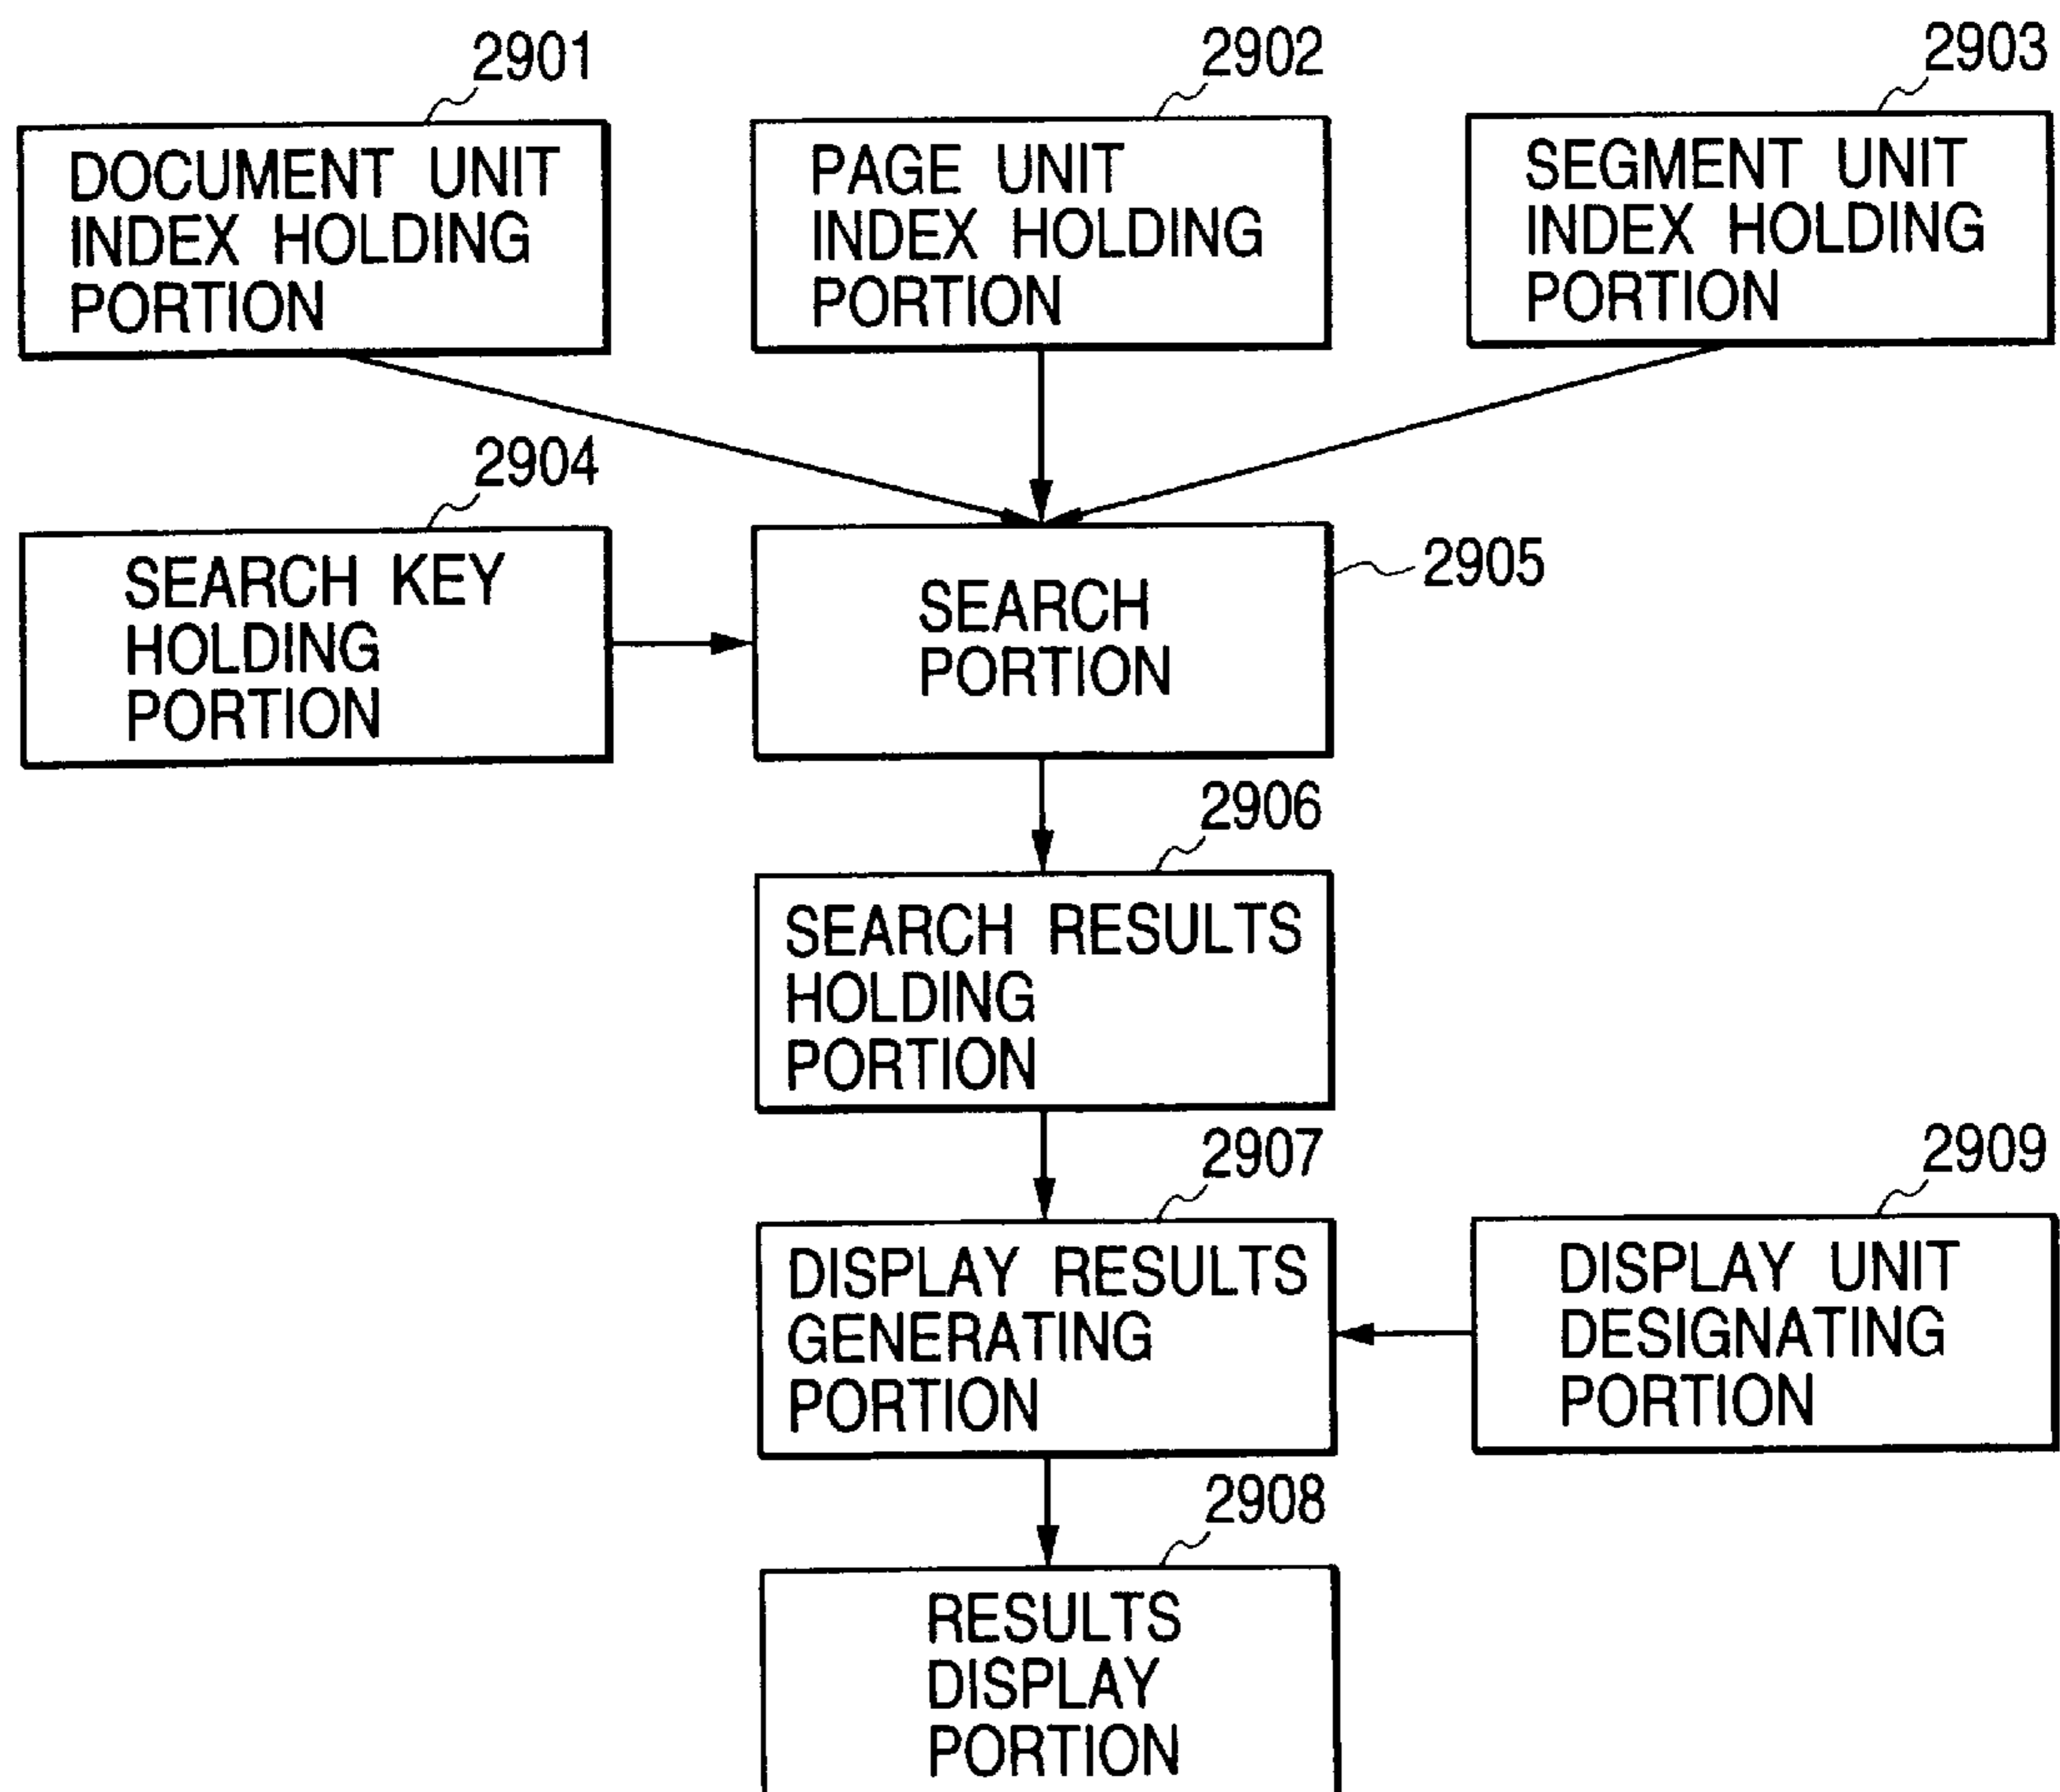 2901
2902
2903
DOCUMENT UNIT
INDEX HOLDING
PORTION
PAGE UNIT
INDEX HOLDING
PORTION
SEGMENT UNIT
INDEX HOLDING
PORTION
2904
SEARCH KEY
HOLDING
PORTION
2905
SEARCH
PORTION
2906
SEARCH RESULTS
HOLDING
PORTION
2907
DISPLAY RESULTS
GENERATING
PORTION
2909
DISPLAY UNIT
DESIGNATING
PORTION
2908
RESULTS
DISPLAY
PORTION